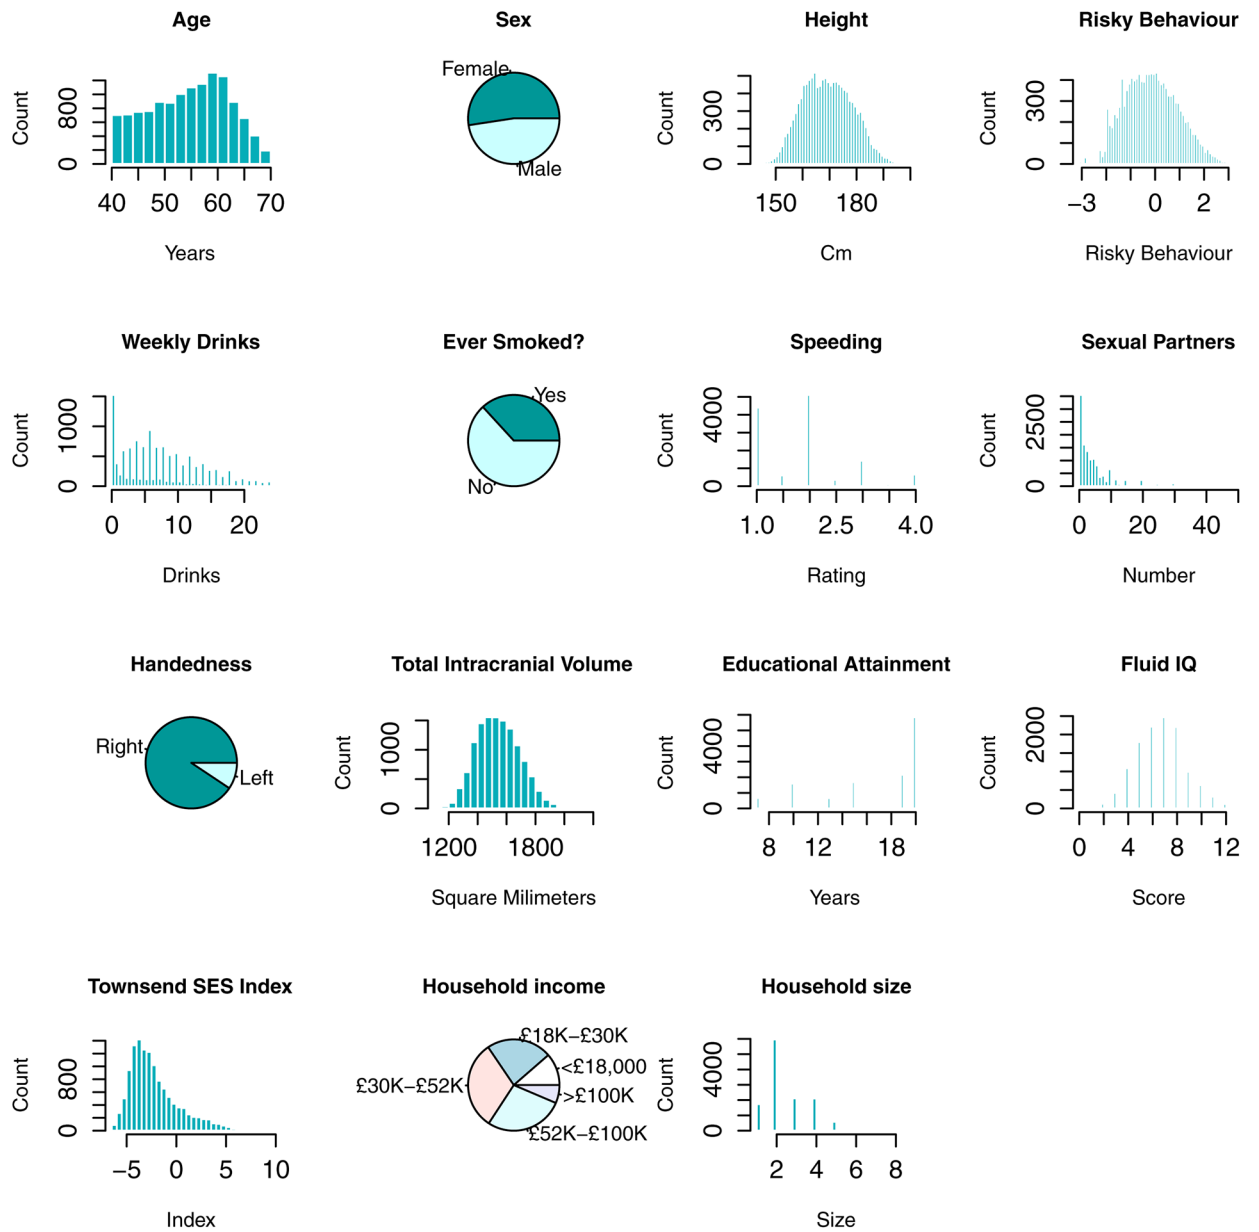 Age
Count
0
800
40 50 60 70
Years
Sex
Female
Male
Height
Count
0
300
150 180
Cm
Risky Behaviour
Count
0
300
−3 0 2
Risky Behaviour
Weekly Drinks
Count
0
1000
0 10 20
Drinks
Ever Smoked?
Yes
No
Speeding
Count
0
4000
1.0 2.5 4.0
Rating
Sexual Partners
Count
0
2500
0 20 40
Number
Handedness
Right
Left
Total Intracranial Volume
Count
0
1000
1200 1800
Square Milimeters
Educational Attainment
Count
0
4000
8 12 18
Years
Fluid IQ
Count
0
2000
0 4 8 12
Score
Townsend SES Index
Count
0
800
−5 0 5 10
Index
Household income
£18K−£30K
<£18,000
£30K−£52K
>£100K
£52K−£100K
Household size
Count
0
4000
2 4 6 8
Size